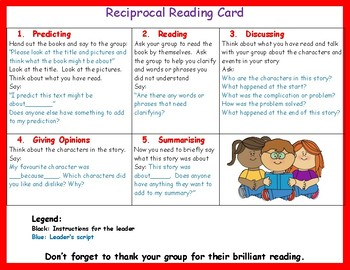 Reciprocal Reading Card
1. Predicting
Hand out the books and say to the group:
"Please look at the title and pictures and
think what the book might be about"
Look at the title. Look at the pictures.
Think about what you have read.
Say:
"I predict this text might be
about______."
Does anyone else have something to add
to my prediction?
2. Reading
Ask your group to read the
book by themselves. Ask
the group to help you
clarify and words or phrases
they did not understand
Say:
"Are there any words or
phrases that need
clarifying?
3. Discussing
Think about what you have read and talk
with your group about the characters and
events in your story
Ask:
Who are the characters in this story?
What happened at the start?
What was the complication or problem?
How was the problem solved?
What happened at the end of this story?
4. Giving Opinions
Think about the characters in the story.
Say:
My favourite character was
___because____. Which characters
did you like and dislike? Why?
5. Summarising
Now you need to briefly say
what this story was about
Say: This story was about
______. Does anyone
have anything they want to
add to my summary?"
Legend:
Black: Instructions for the leader
Blue: Leader's script
Don't forget to thank your group for their brilliant reading.